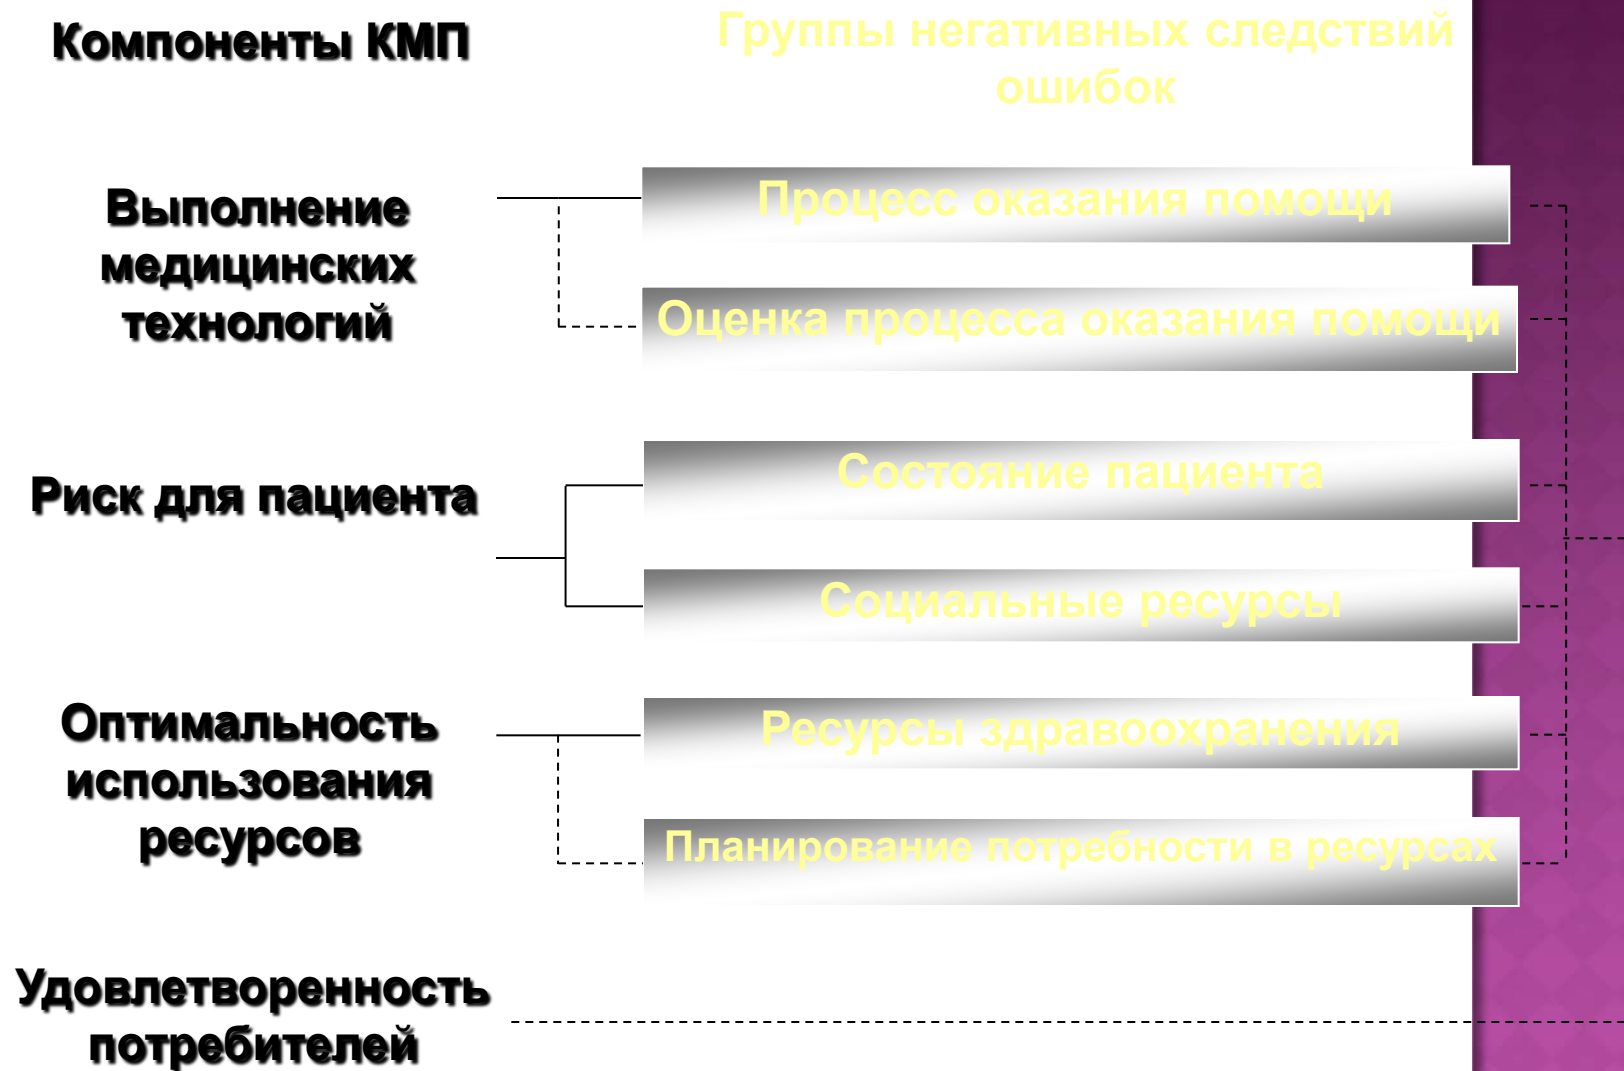 Компоненты КМП
Группы негативных следствий
ошибок
Выполнение
медицинских
технологий
Процесс оказания помощи
Оценка процесса оказания помощи
Риск для пациента
Состояние пациента
Социальные ресурсы
Оптимальность
использования
ресурсов
Ресурсы здравоохранения
Планирование потребности в ресурсах
Удовлетворенность
потребителей